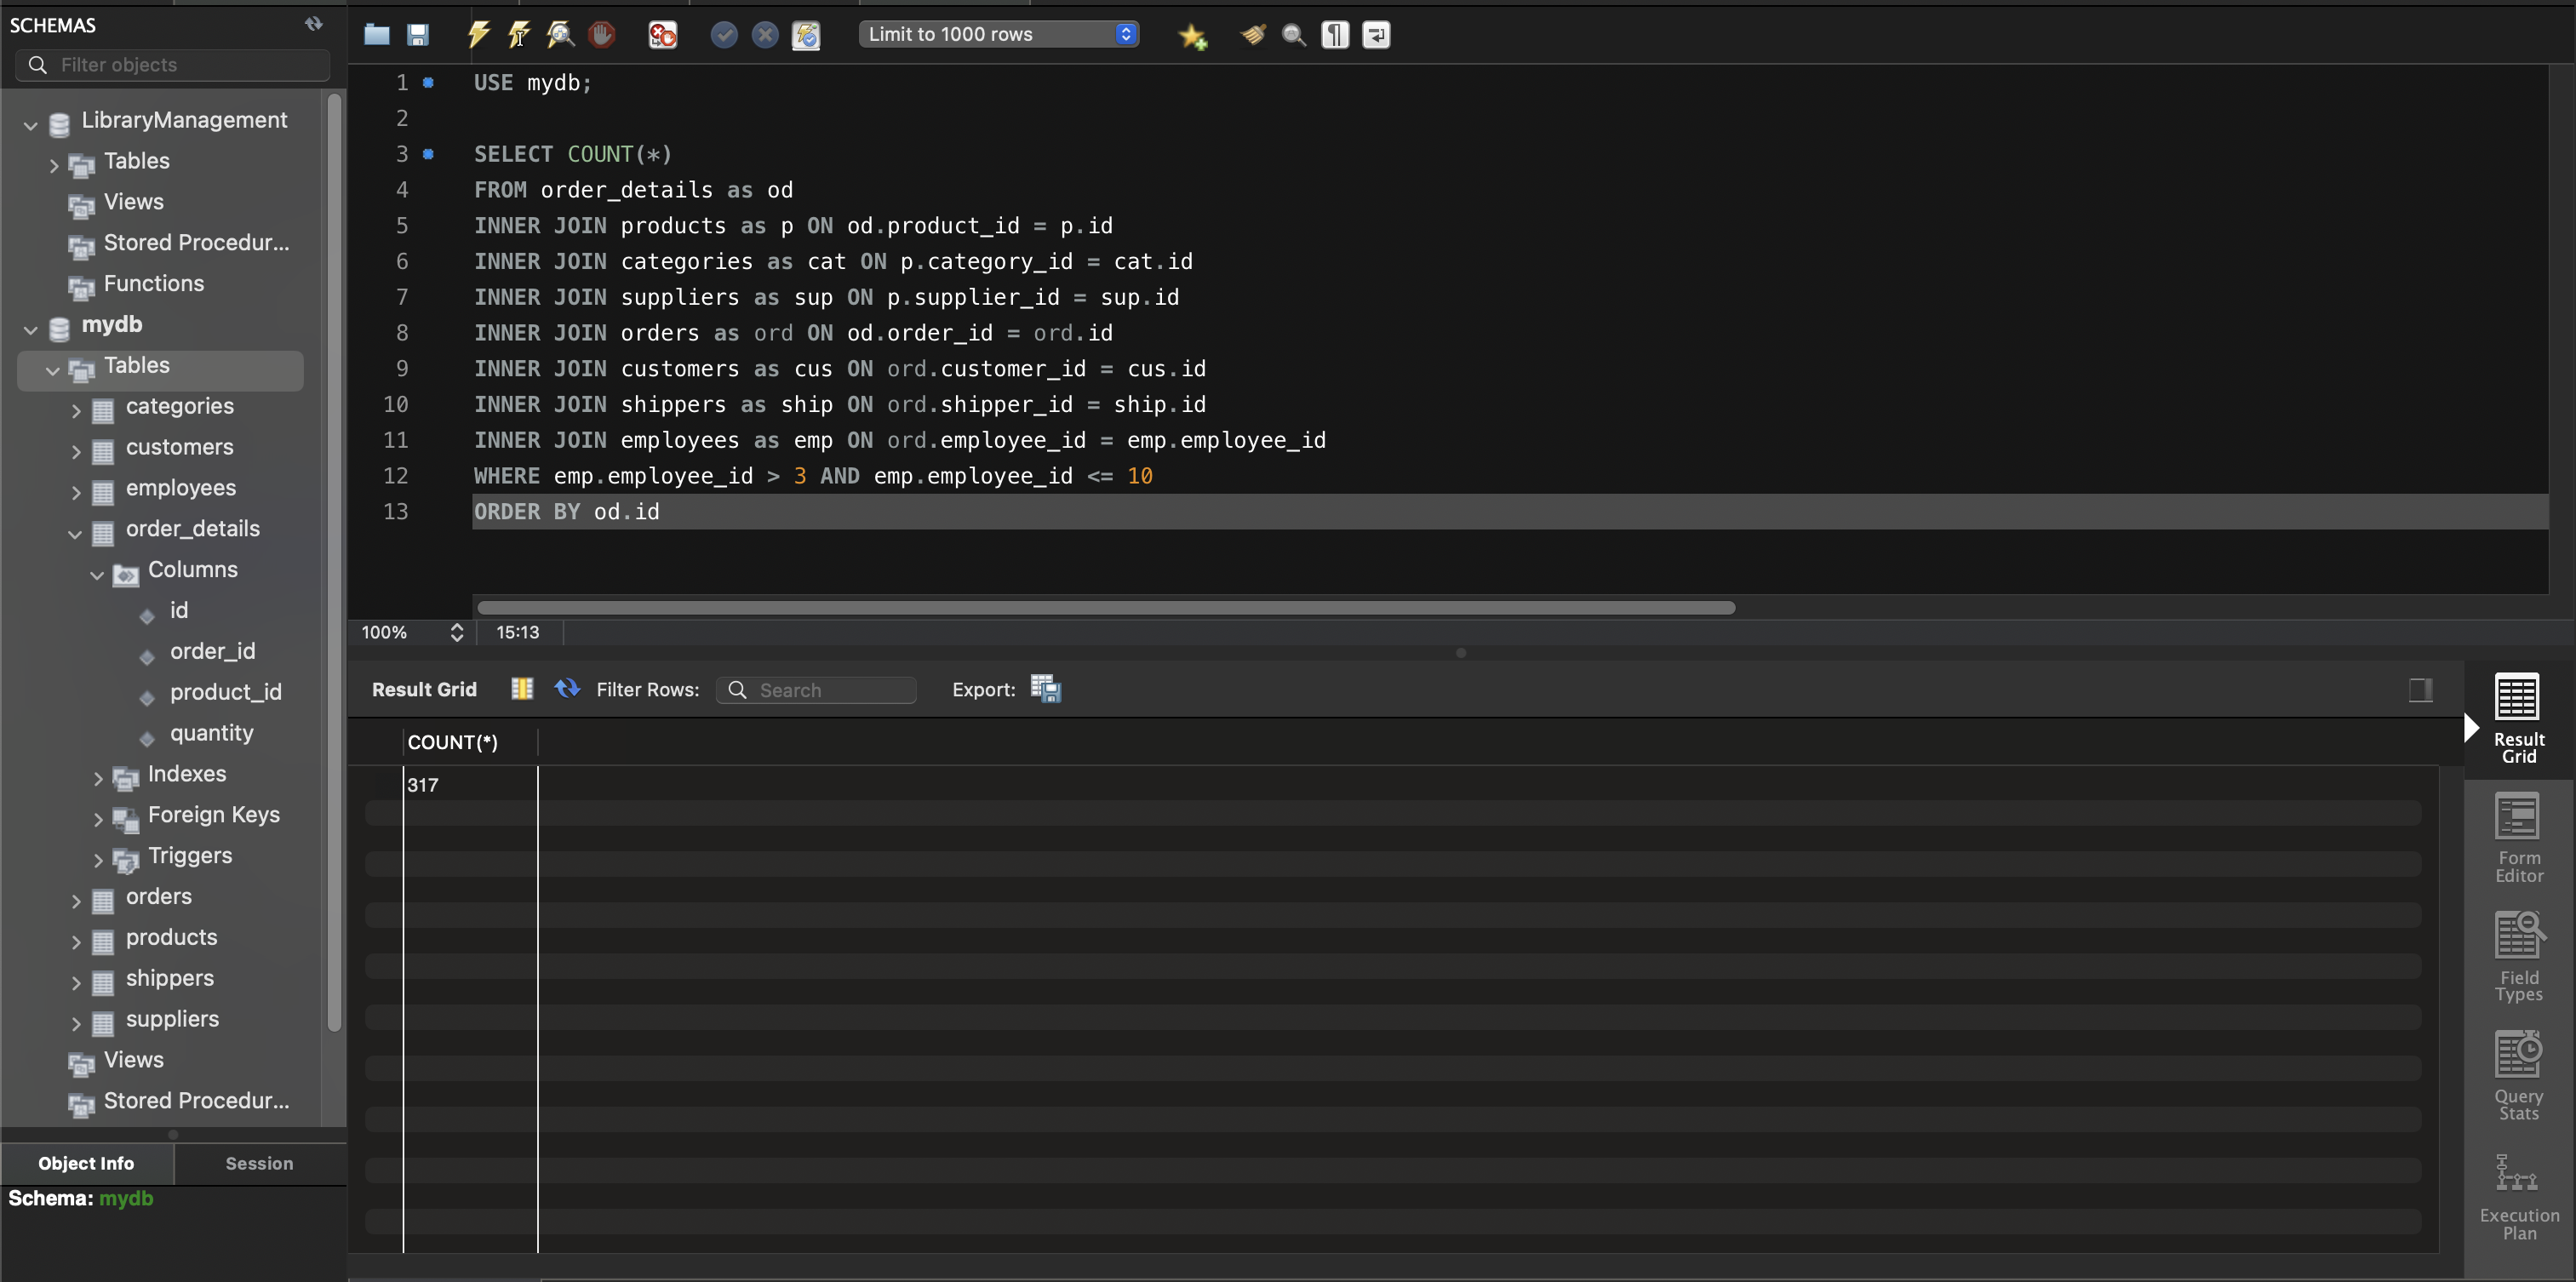 SCHEMAS
Filter objects
LibraryManagement
Tables
Views
Stored Procedur...
Functions
mydb
Tables
categories
customers
employees
order_details
Columns
id
order_id
product_id
quantity
Indexes
Foreign Keys
Triggers
orders
products
shippers
suppliers
Views
Stored Procedur...
Object Info
Session
Schema: mydb
Limit to 1000 rows
1 USE mydb;
2
3 SELECT COUNT(*)
4 FROM order_details as od
5 INNER JOIN products as p ON od.product_id = p.id
6 INNER JOIN categories as cat ON p.category_id = cat.id
7 INNER JOIN suppliers as sup ON p.supplier_id = sup.id
8 INNER JOIN orders as ord ON od.order_id = ord.id
9 INNER JOIN customers as cus ON ord.customer_id = cus.id
10 INNER JOIN shippers as ship ON ord.shipper_id = ship.id
11 INNER JOIN employees as emp ON ord.employee_id = emp.employee_id
12 WHERE emp.employee_id > 3 AND emp.employee_id <= 10
13 ORDER BY od.id
100% 15:13
Result Grid Filter Rows: Search Export:
COUNT(*)
317
Result
Grid
Form
Editor
Field
Types
Query
Stats
Execution
Plan